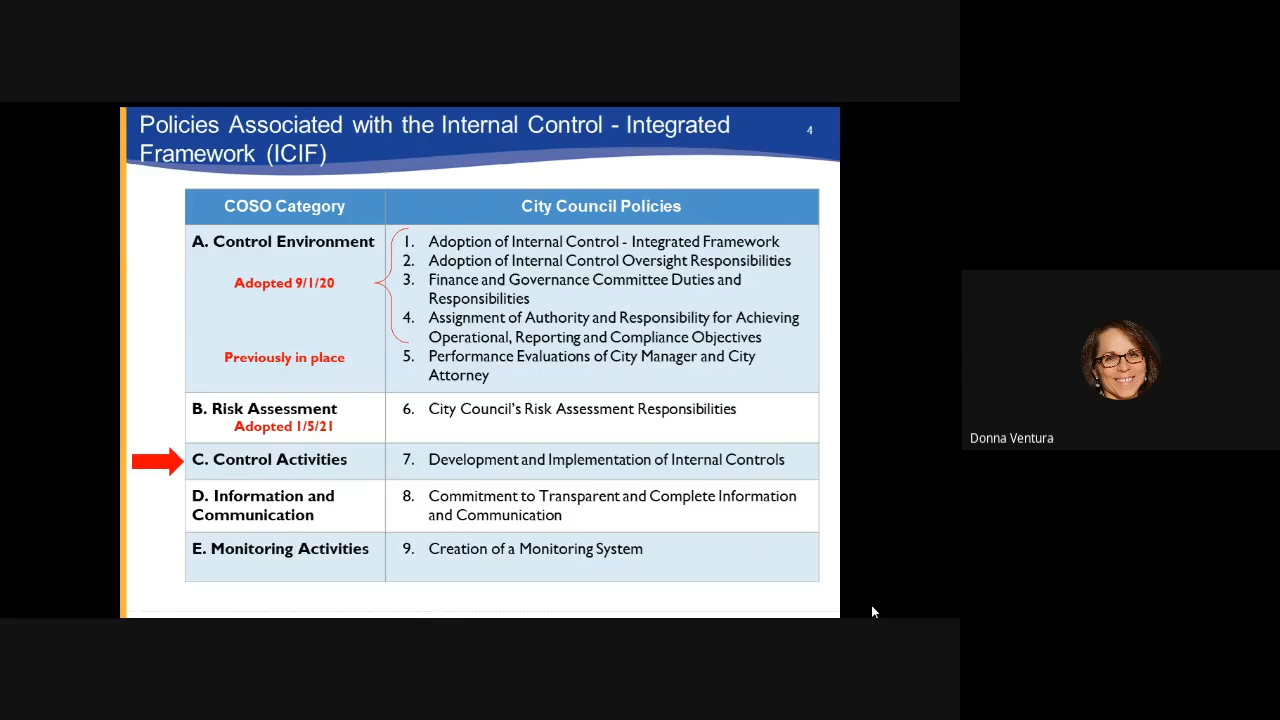 Policies Associated with the Internal Control - Integrated
Framework (ICIF)
4
COSO Category
City Council Policies
A. Control Environment
Adopted 9/1/20
Previously in place
1. Adoption of Internal Control - Integrated Framework
2. Adoption of Internal Control Oversight Responsibilities
3. Finance and Governance Committee Duties and
Responsibilities
4. Assignment of Authority and Responsibility for Achieving
Operational, Reporting and Compliance Objectives
5. Performance Evaluations of City Manager and City
Attorney
B. Risk Assessment
Adopted 1/5/21
6. City Council's Risk Assessment Responsibilities
C. Control Activities
7. Development and Implementation of Internal Controls
D. Information and
Communication
8. Commitment to Transparent and Complete Information
and Communication
E. Monitoring Activities
9. Creation of a Monitoring System
Donna Ventura